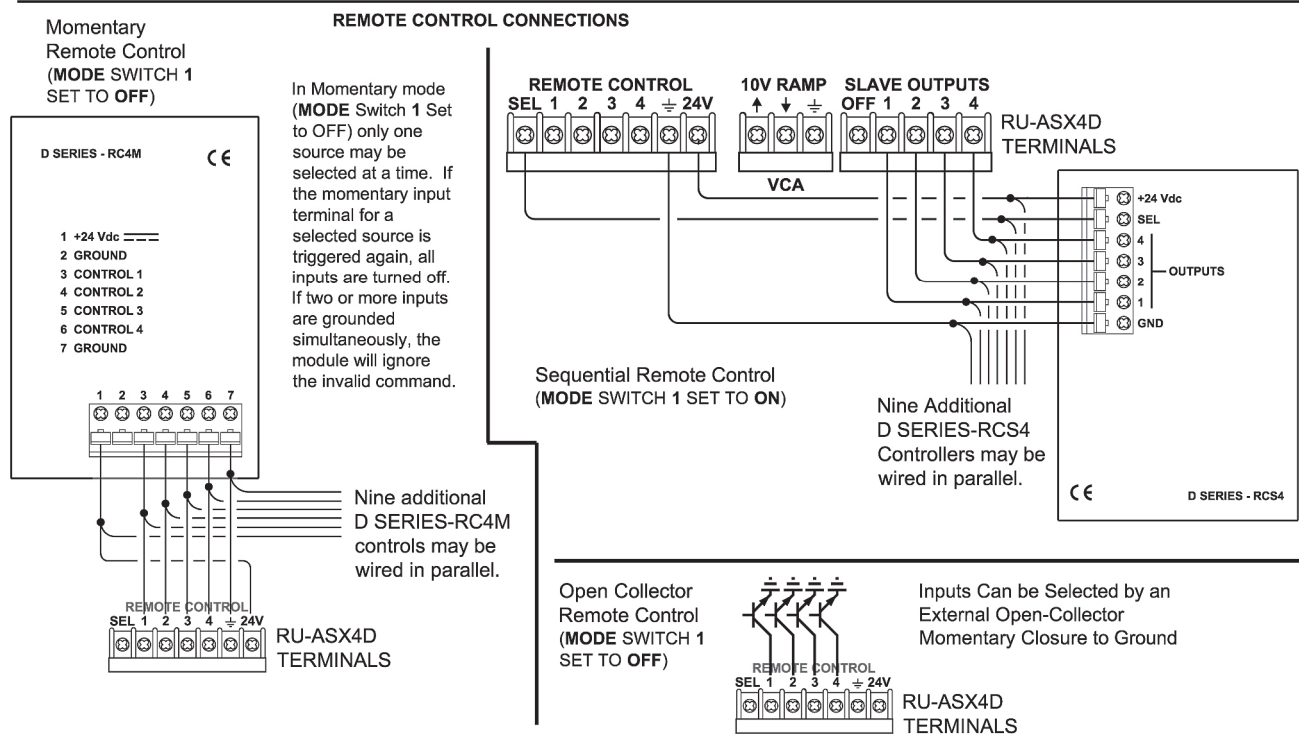 REMOTE CONTROL CONNECTIONS
Momentary
Remote Control
(MODE SWITCH 1
SET TO OFF)
In Momentary mode
(MODE Switch 1 Set
to OFF) only one
source may be
selected at a time. If
the momentary input
terminal for a
selected source is
triggered again, all
inputs are turned off.
If two or more inputs
are grounded
simultaneously, the
module will ignore
the invalid command.
D SERIES - RC4M
CE
1 +24 Vdc
2 GROUND
3 CONTROL 1
4 CONTROL 2
5 CONTROL 3
6 CONTROL 4
7 GROUND
1 2 3 4 5 6 7
Nine additional
D SERIES-RC4M
controls may be
wired in parallel.
REMOTE CONTROL
SEL 1 2 3 4 24V
RU-ASX4D
TERMINALS
REMOTE CONTROL
SEL 1 2 3 4 24V
10V RAMP
VCA
SLAVE OUTPUTS
OFF 1 2 3 4
RU-ASX4D
TERMINALS
+24 Vdc
SEL
4
3
2
1
OUTPUTS
GND
Sequential Remote Control
(MODE SWITCH 1 SET TO ON)
Nine Additional
D SERIES-RCS4
Controllers may be
wired in parallel.
CE
D SERIES - RCS4
Open Collector
Remote Control
(MODE SWITCH 1
SET TO OFF)
Inputs Can be Selected by an
External Open-Collector
Momentary Closure to Ground
REMOTE CONTROL
SEL 1 2 3 4 24V
RU-ASX4D
TERMINALS